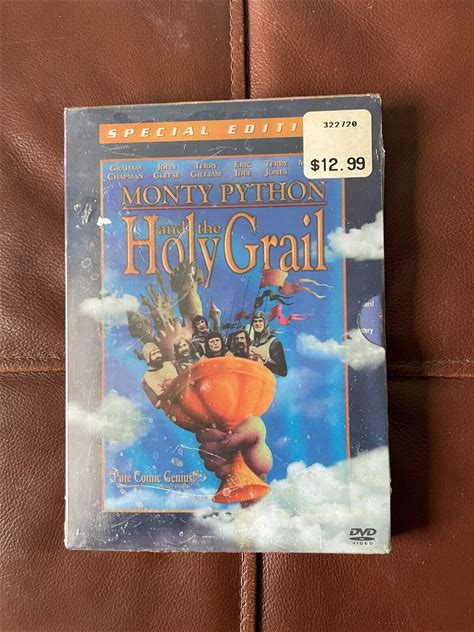 SPECIAL EDITI
322720
$12.99
GRAHAM CHAPMAN
JOHN CLEESE
TERRY GILLIAM
ERIC IDLE
TERRY JONES
MONTY PYTHON
and the
Holy Grail
"Pure Comic Genius!"
DVD
VIDEO